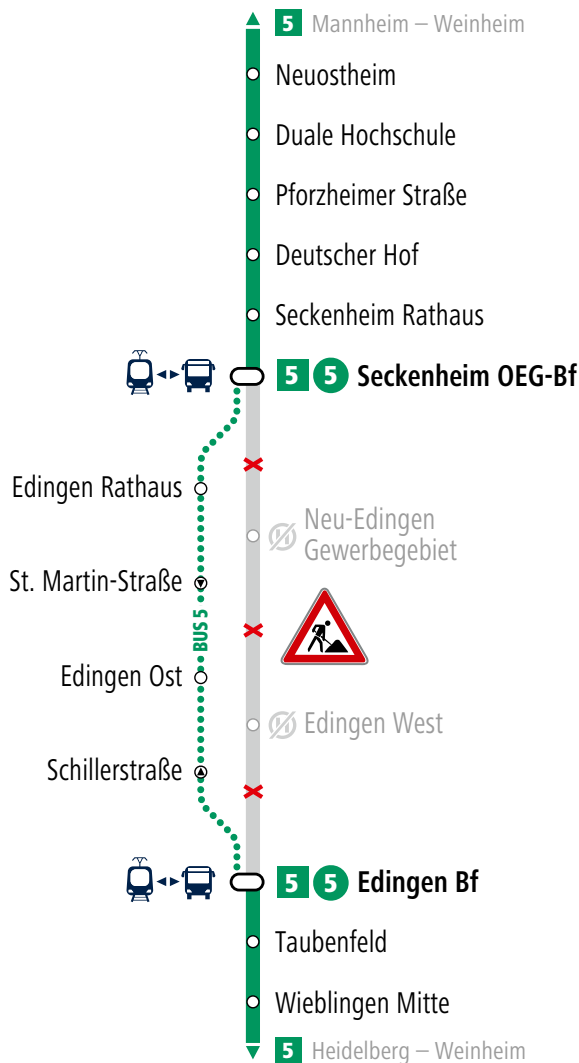 5 Mannheim – Weinheim
Neuostheim
Duale Hochschule
Pforzheimer Straße
Deutscher Hof
Seckenheim Rathaus
5 5 Seckenheim OEG-Bf
Edingen Rathaus
Neu-Edingen
Gewerbegebiet
St. Martin-Straße
BUS 5
Edingen Ost
Edingen West
Schillerstraße
5 5 Edingen Bf
Taubenfeld
Wieblingen Mitte
5 Heidelberg – Weinheim